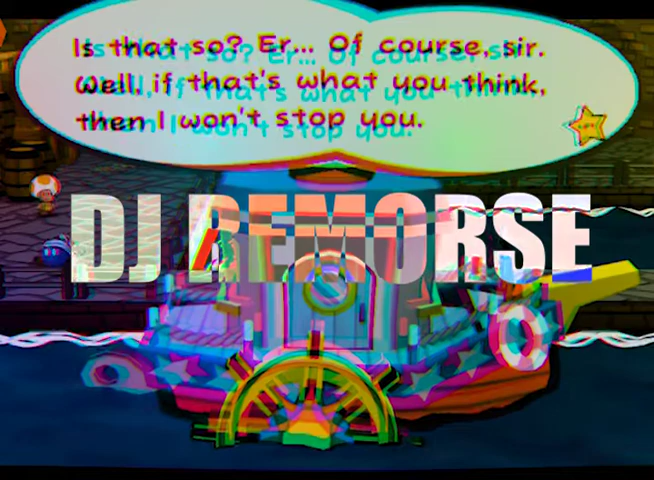 Is that so? Er... Of course, sir.
Well, if that's what you think,
then I won't stop you.
DJ REMORSE